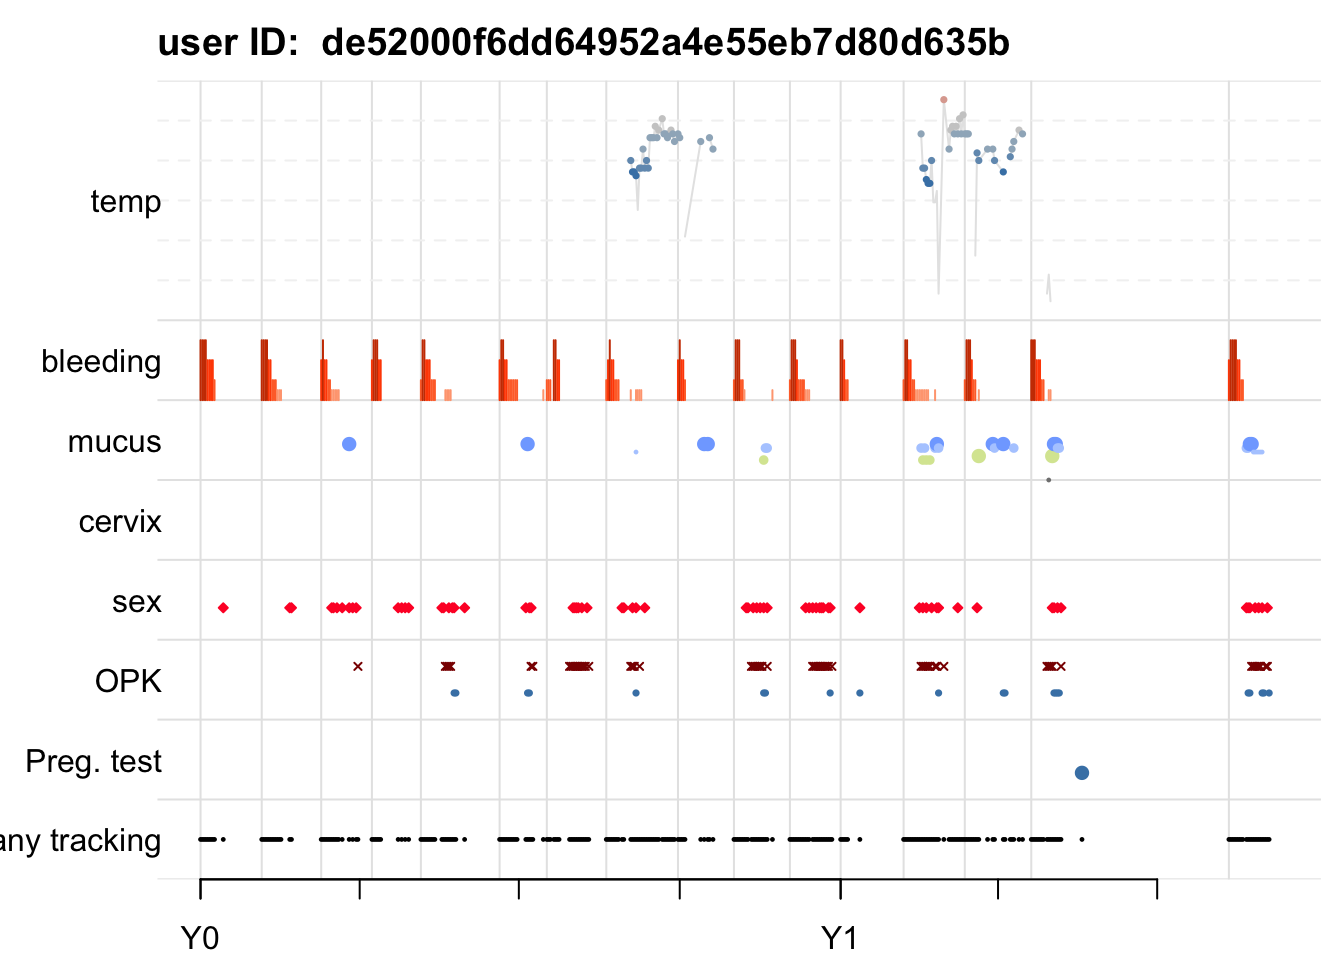 user ID:  de52000f6dd64952a4e55eb7d80d635b
temp
bleeding
mucus
cervix
sex
OPK
Preg. test
any tracking
Y0 Y1